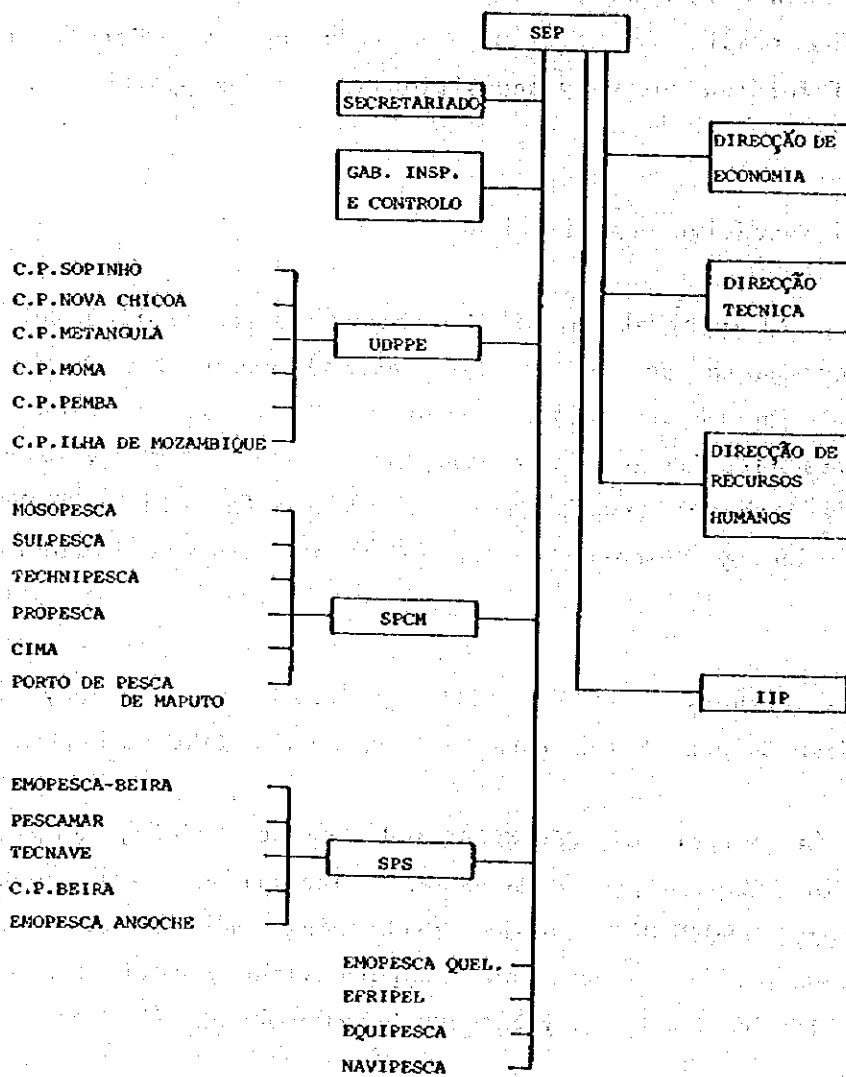 SEP
SECRETARIADO
GAB. INSP.
E CONTROLO
DIRECÇÃO DE
ECONOMIA
DIRECÇÃO
TECNICA
DIRECÇÃO DE
RECURSOS
HUMANOS
IIP
C.P.SOPINHO
C.P.NOVA CHICOA
C.P.METANGULA
C.P.MOMA
C.P.PEMBA
C.P.ILHA DE MOZAMBIQUE
UDPPE
MOSOPESCA
SULPESCA
TECHNIPESCA
PROPESCA
CIMA
PORTO DE PESCA
DE MAPUTO
SPCM
EMOPESCA-BEIRA
PESCAMAR
TECNAVE
C.P.BEIRA
EMOPESCA ANGOCHE
SPS
EMOPESCA QUEL.
EFRIPEL
EQUIPESCA
NAVIPESCA